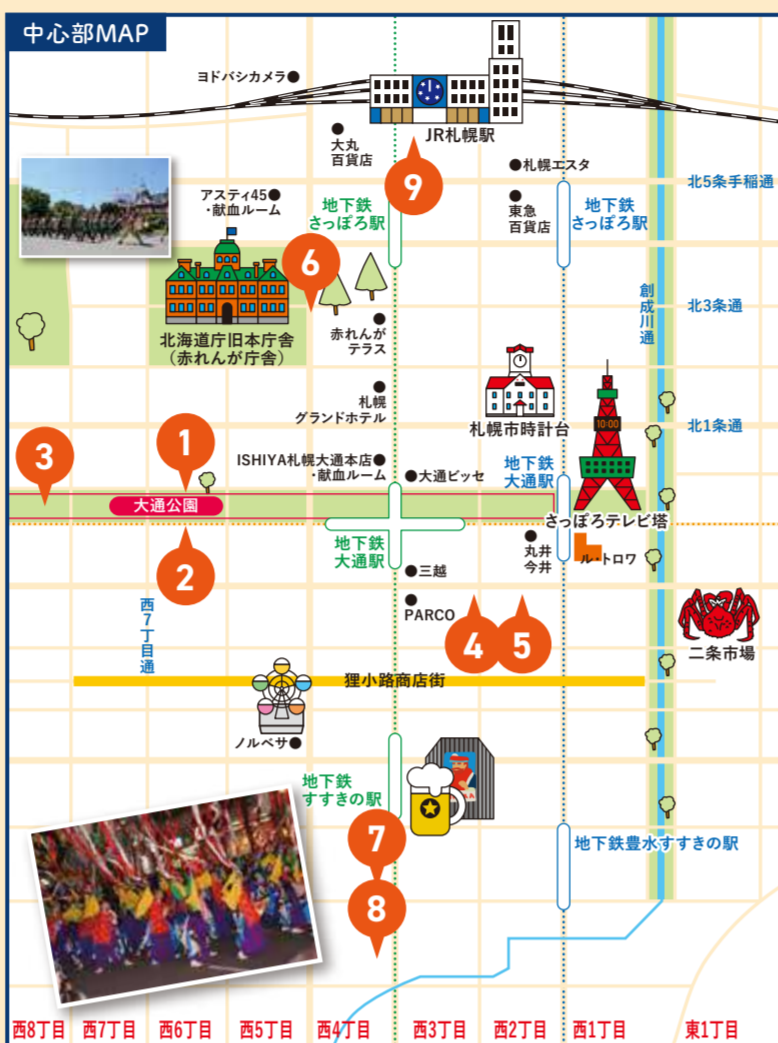 中心部MAP
ヨドバシカメラ●
JR札幌駅
●
大丸
百貨店
9
●札幌エスタ
北5条手稲通
アスティ45●
・献血ルーム
地下鉄
さっぽろ駅
●
東急
百貨店
地下鉄
さっぽろ駅
6
創成川通
北3条通
北海道庁旧本庁舎
(赤れんが庁舎)
●
赤れんが
テラス
●
札幌
グランドホテル
札幌市時計台
10:00
北1条通
3
1
ISHIYA札幌大通本店●
・献血ルーム
●大通ビッセ
地下鉄
大通駅
大通公園
さっぽろテレビ塔
2
地下鉄
大通駅
●
丸井
今井
ル・トロワ
●三越
●
PARCO
西7丁目通
4
5
二条市場
狸小路商店街
ノルベサ●
地下鉄
すすきの駅
7
地下鉄豊水すすきの駅
8
西8丁目
西7丁目
西6丁目
西5丁目
西4丁目
西3丁目
西2丁目
西1丁目
東1丁目